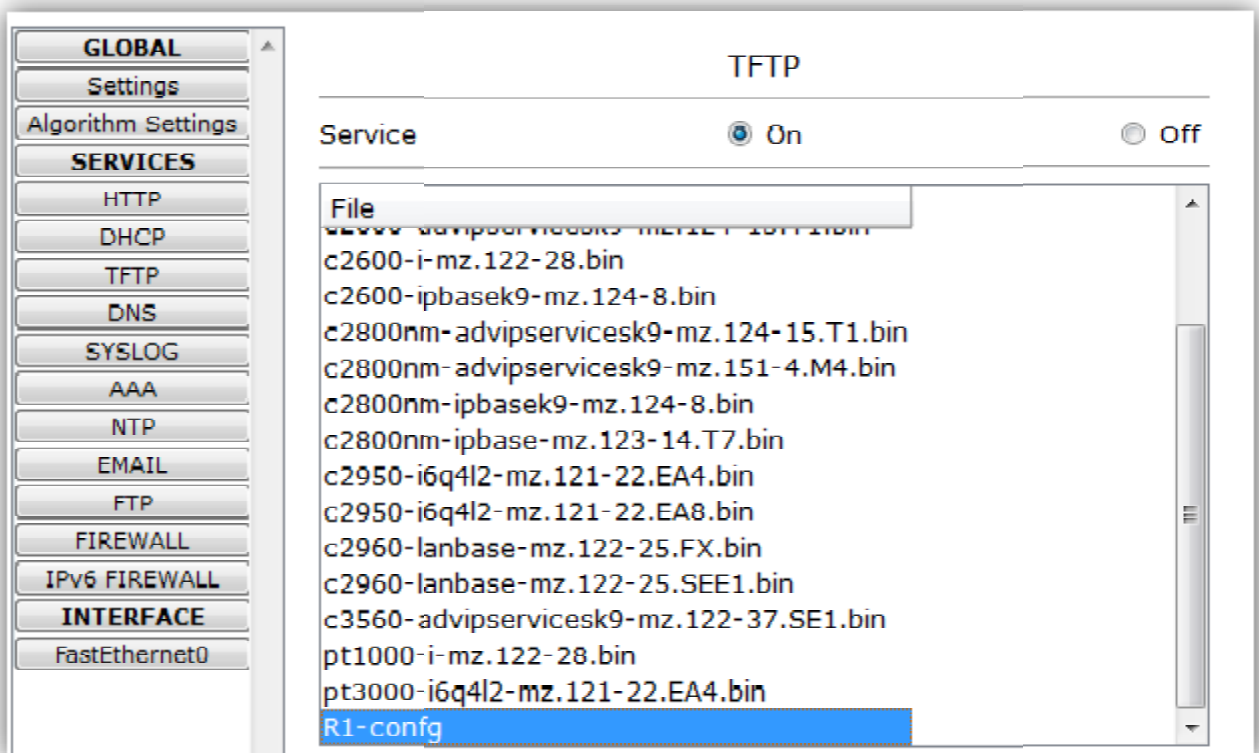 GLOBAL
Settings
Algorithm Settings
SERVICES
HTTP
DHCP
TFTP
DNS
SYSLOG
AAA
NTP
EMAIL
FTP
FIREWALL
IPv6 FIREWALL
INTERFACE
FastEthernet0
TFTP
Service On Off
File
c2600-i-mz.122-28.bin
c2600-ipbasek9-mz.124-8.bin
c2800nm-advipservicesk9-mz.124-15.T1.bin
c2800nm-advipservicesk9-mz.151-4.M4.bin
c2800nm-ipbasek9-mz.124-8.bin
c2800nm-ipbase-mz.123-14.T7.bin
c2950-i6q4l2-mz.121-22.EA4.bin
c2950-i6q4l2-mz.121-22.EA8.bin
c2960-lanbase-mz.122-25.FX.bin
c2960-lanbase-mz.122-25.SEE1.bin
c3560-advipservicesk9-mz.122-37.SE1.bin
pt1000-i-mz.122-28.bin
pt3000-i6q4l2-mz.121-22.EA4.bin
R1-confg